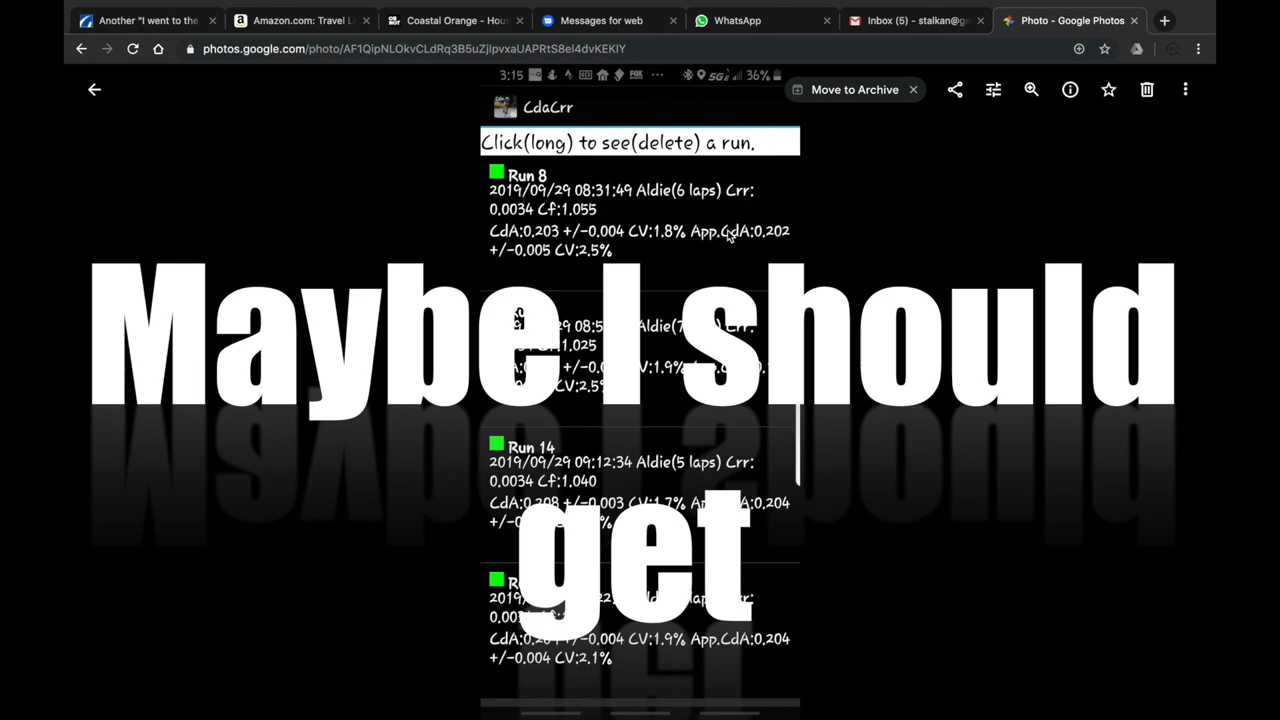 Another "I went to the
Amazon.com: Travel L
Coastal Orange - Hou
Messages for web
WhatsApp
Inbox (5) - stalkan@gm
Photo - Google Photos
photos.google.com/photo/AF1QipNLOkvCLdRq3B5uZjlpvxaUAPRtS8el4dvKEKIY
3:15
5GE
36%
Move to Archive
CdaCrr
Click(long) to see(delete) a run.
Run 8
2019/09/29 08:31:49 Aldie(6 laps) Crr:
0.0034 Cf:1.055
CdA:0.203 +/-0.004 CV:1.8% App.CdA:0.202
+/-0.005 CV:2.5%
Maybe I should
Run 14
2019/09/29 09:12:34 Aldie(5 laps) Crr:
0.0034 Cf:1.040
get
+/-0.004 CV:1.9% App.CdA:0.204
+/-0.004 CV:2.1%